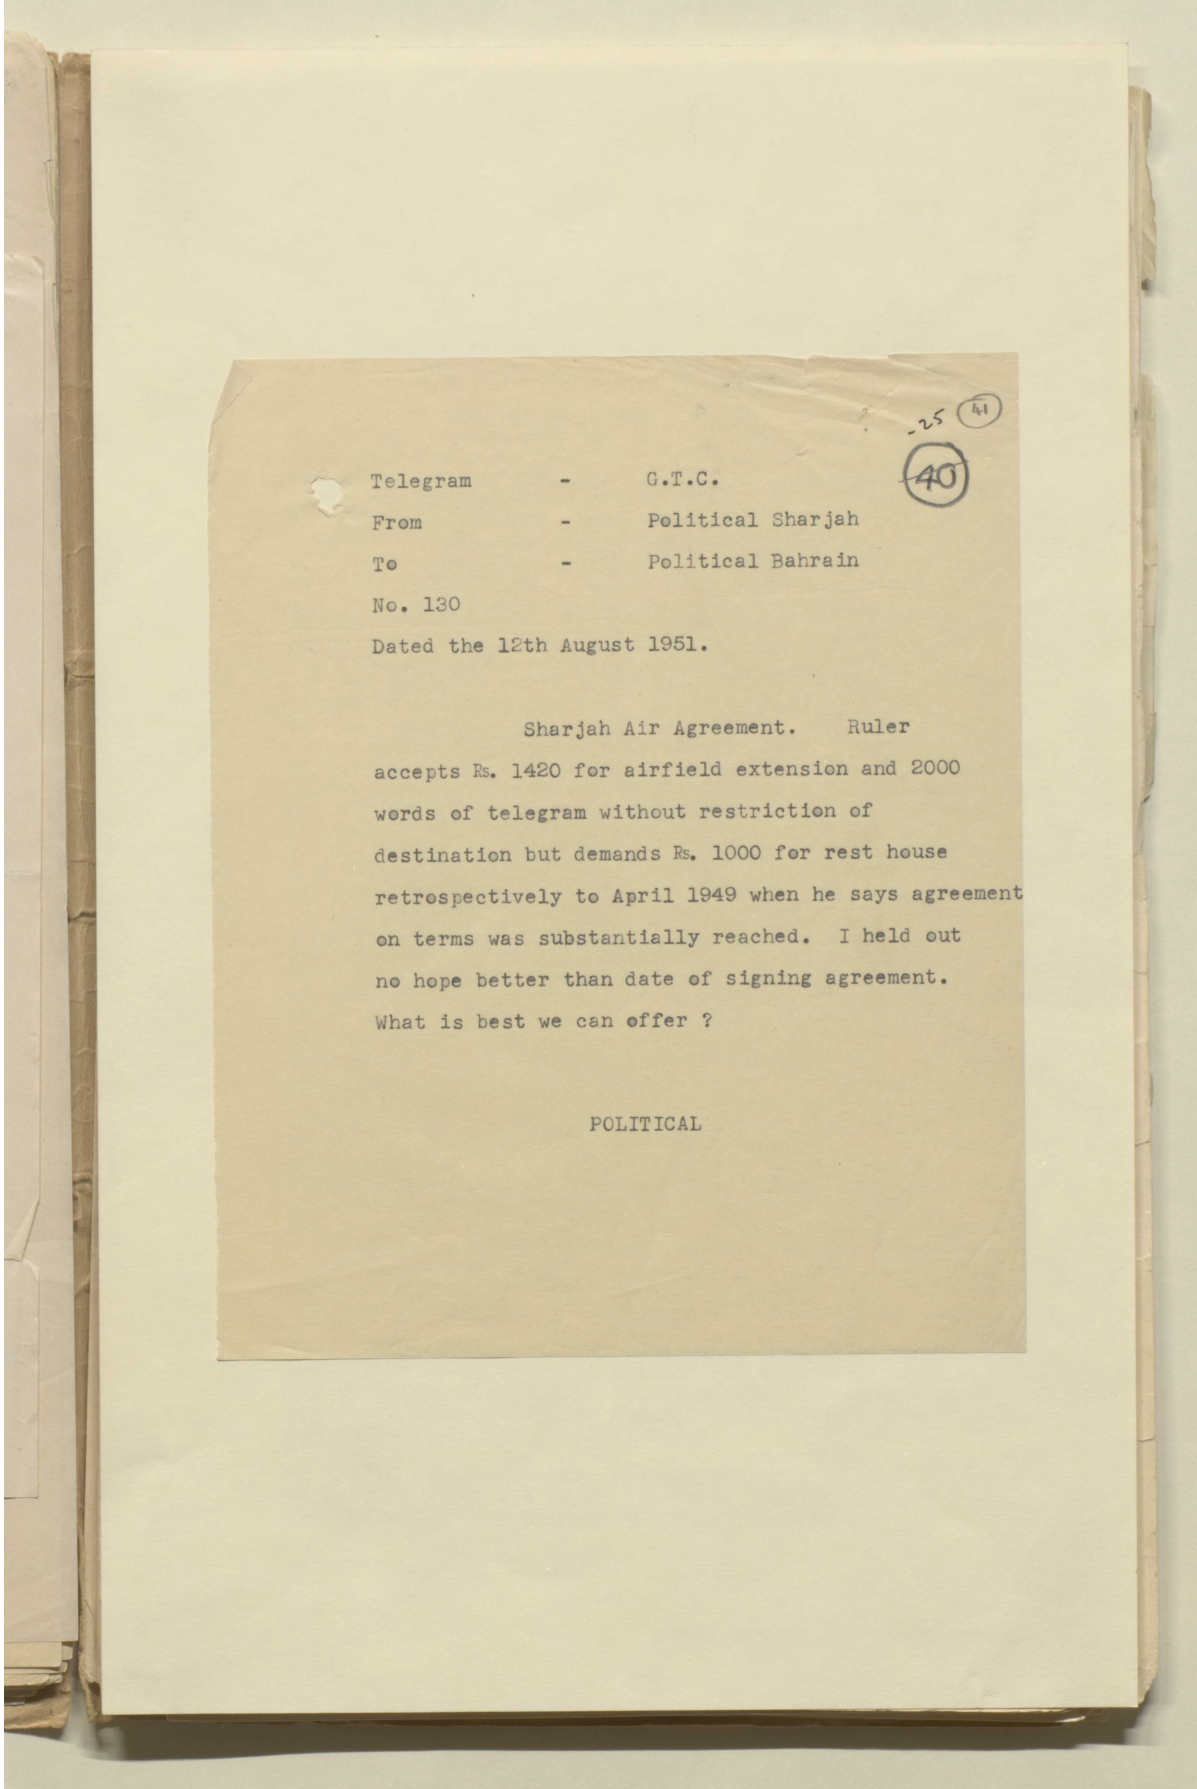 -25 41
40
Telegram - G.T.C.
From - Political Sharjah
To - Political Bahrain
No. 130
Dated the 12th August 1951.
Sharjah Air Agreement. Ruler
accepts Rs. 1420 for airfield extension and 2000
words of telegram without restriction of
destination but demands Rs. 1000 for rest house
retrospectively to April 1949 when he says agreement
on terms was substantially reached. I held out
no hope better than date of signing agreement.
What is best we can offer ?
POLITICAL